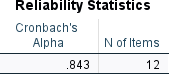 Reliability Statistics
Cronbach's
Alpha N of Items
.843 12